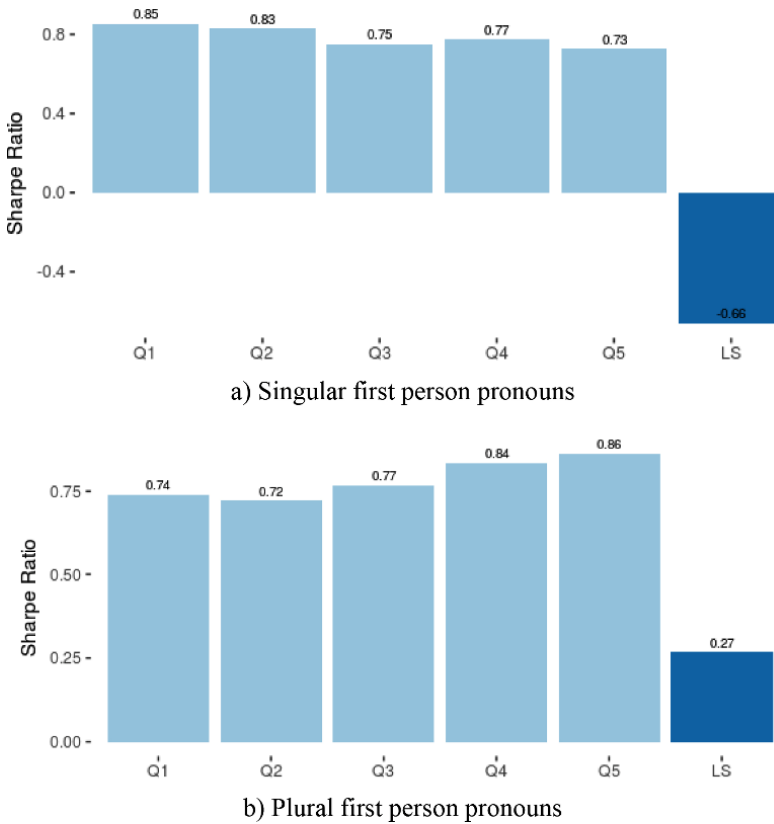 0.85 0.83 0.75 0.77 0.73 -0.66
0.8
0.4
0.0
-0.4
Sharpe Ratio
Q1 Q2 Q3 Q4 Q5 LS
a) Singular first person pronouns
0.74 0.72 0.77 0.84 0.86 0.27
0.75
0.50
0.25
0.00
Sharpe Ratio
Q1 Q2 Q3 Q4 Q5 LS
b) Plural first person pronouns